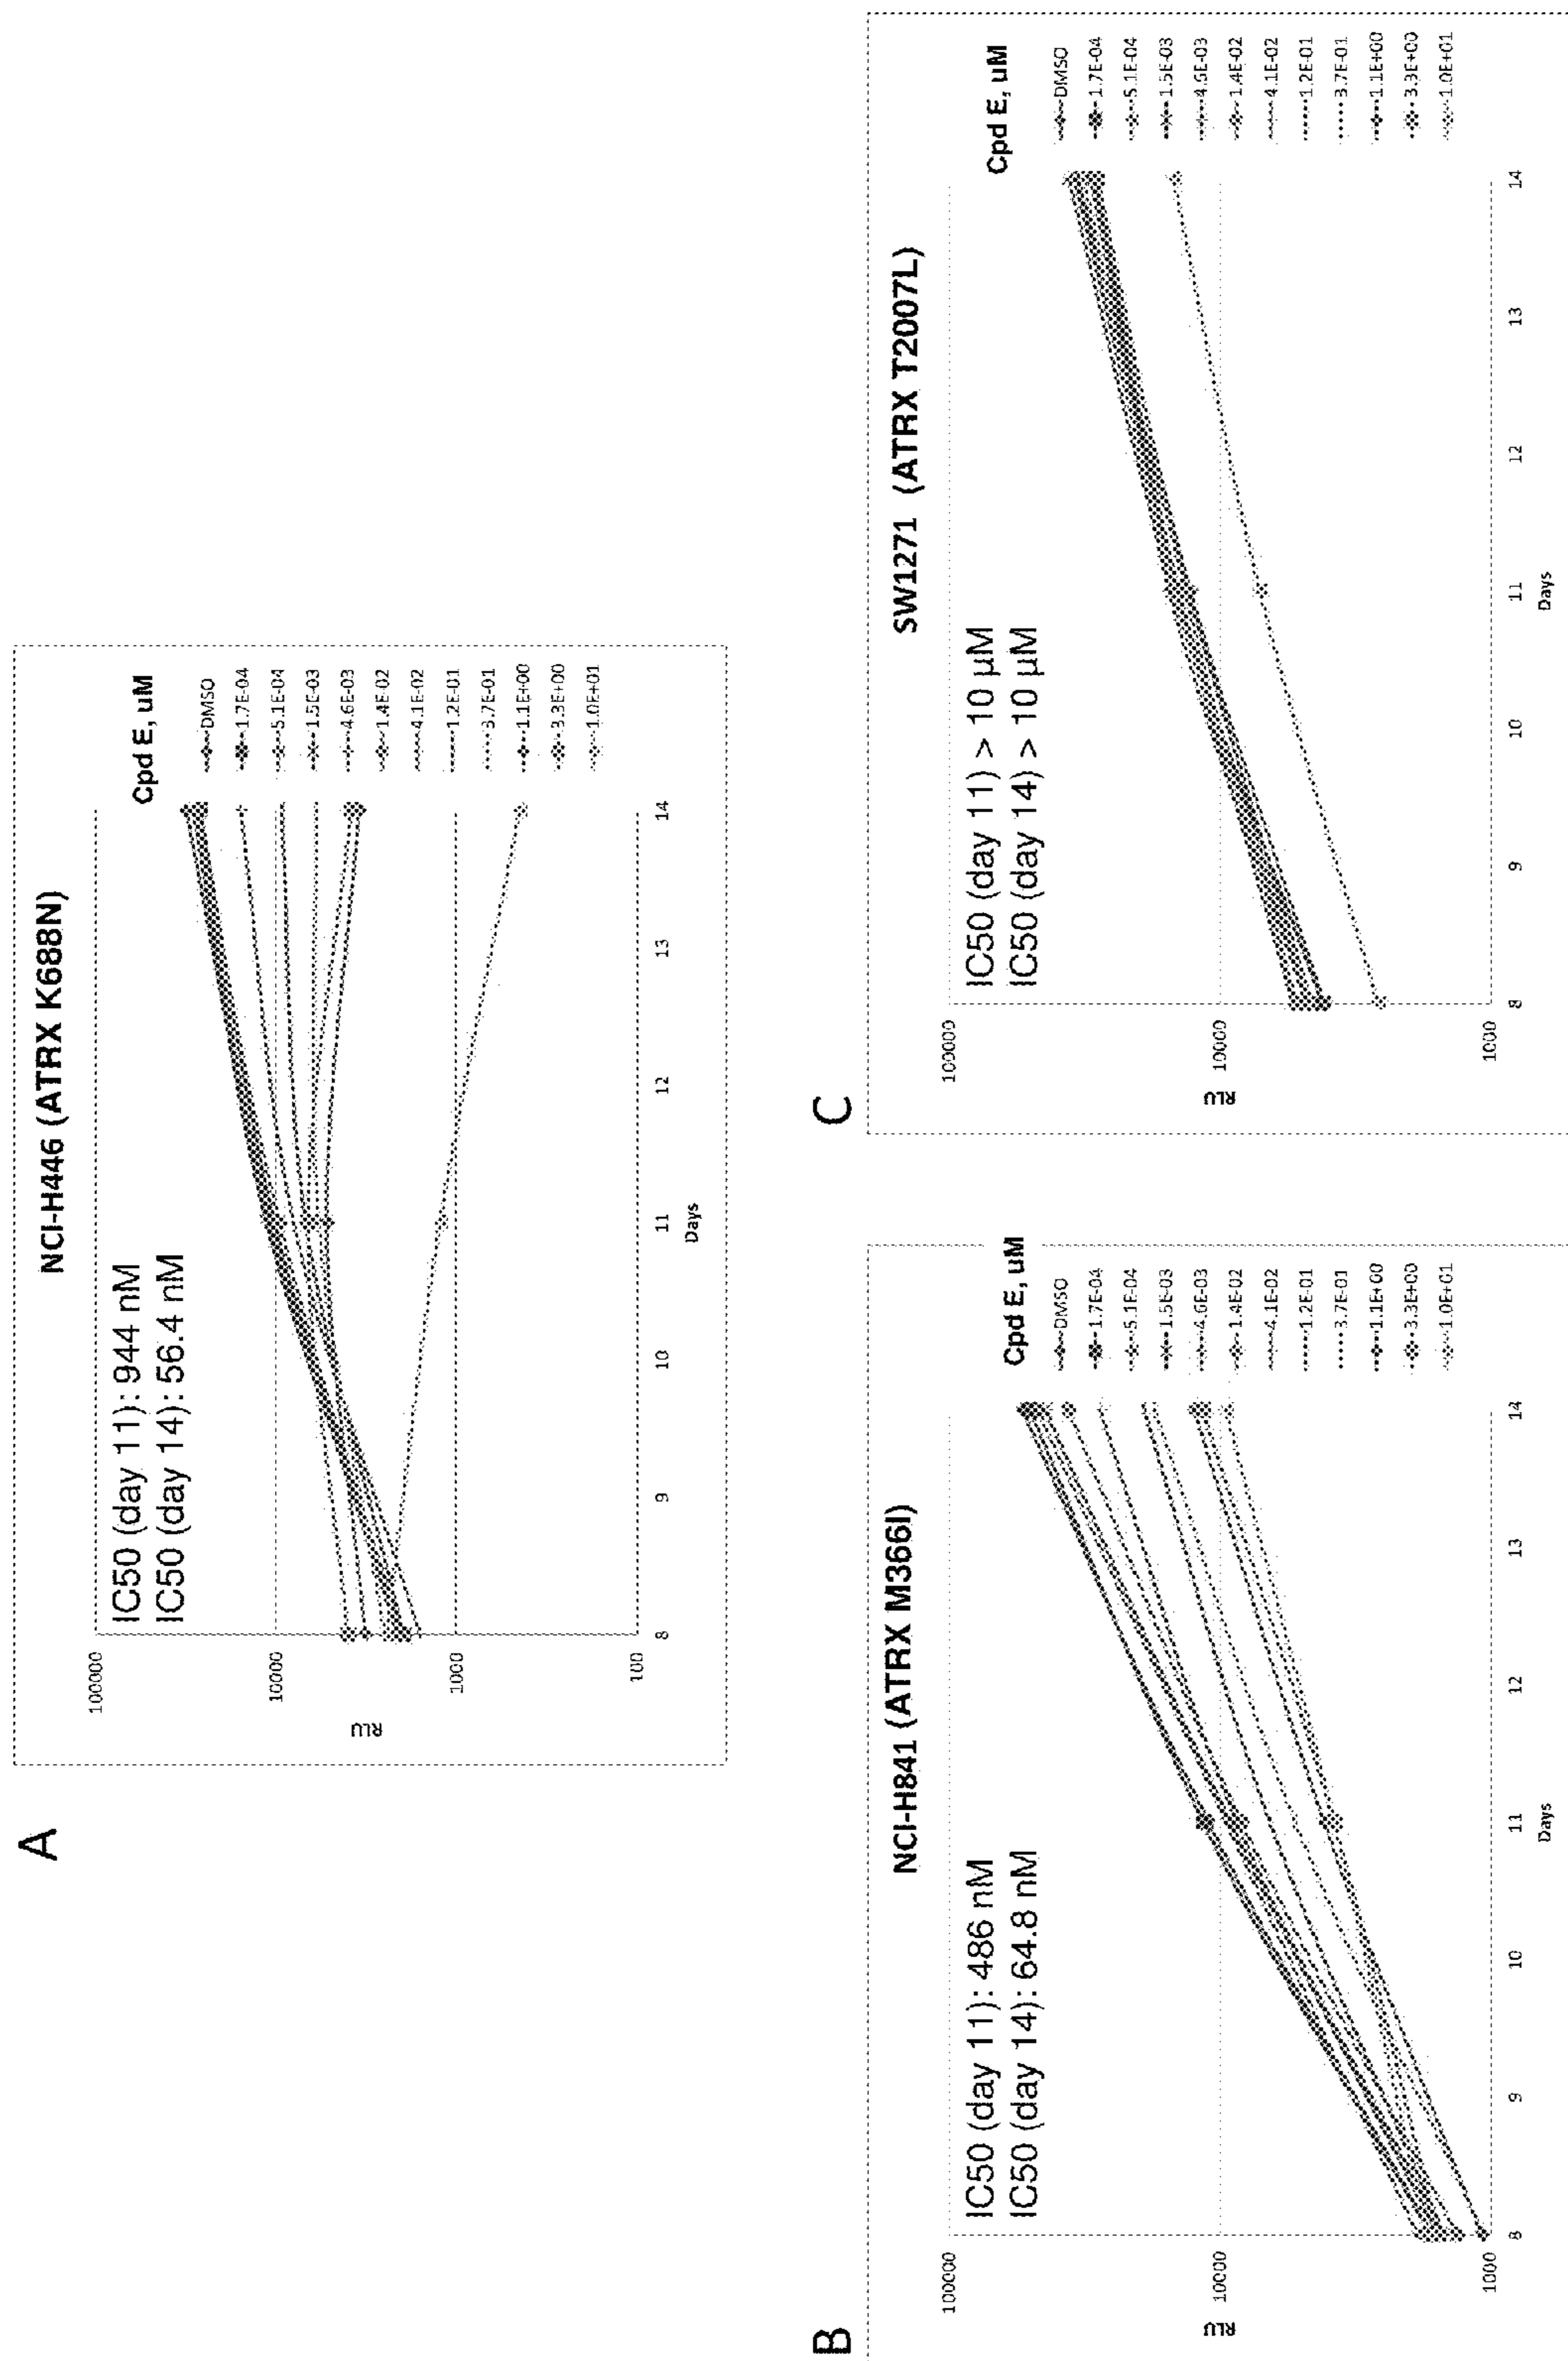 A
NCI-H446 (ATRX K688N)
IC50 (day 11): 944 nM
IC50 (day 14): 56.4 nM
100000
10000
1000
100
RLU
8
9
10
11
12
13
14
Days
Cpd E, uM
DMSO
1.7E-04
5.1E-04
1.5E-03
4.6E-03
1.4E-02
4.1E-02
1.2E-01
3.7E-01
1.1E+00
3.3E+00
1.0E+01
B
NCI-H841 (ATRX M366I)
IC50 (day 11): 486 nM
IC50 (day 14): 64.8 nM
100000
10000
1000
RLU
8
9
10
11
12
13
14
Days
Cpd E, uM
DMSO
1.7E-04
5.1E-04
1.5E-03
4.6E-03
1.4E-02
4.1E-02
1.2E-01
3.7E-01
1.1E+00
3.3E+00
1.0E+01
C
SW1271 (ATRX T2007L)
IC50 (day 11) > 10 µM
IC50 (day 14) > 10 µM
100000
10000
1000
RLU
8
9
10
11
12
13
14
Days
Cpd E, uM
DMSO
1.7E-04
5.1E-04
1.5E-03
4.6E-03
1.4E-02
4.1E-02
1.2E-01
3.7E-01
1.1E+00
3.3E+00
1.0E+01